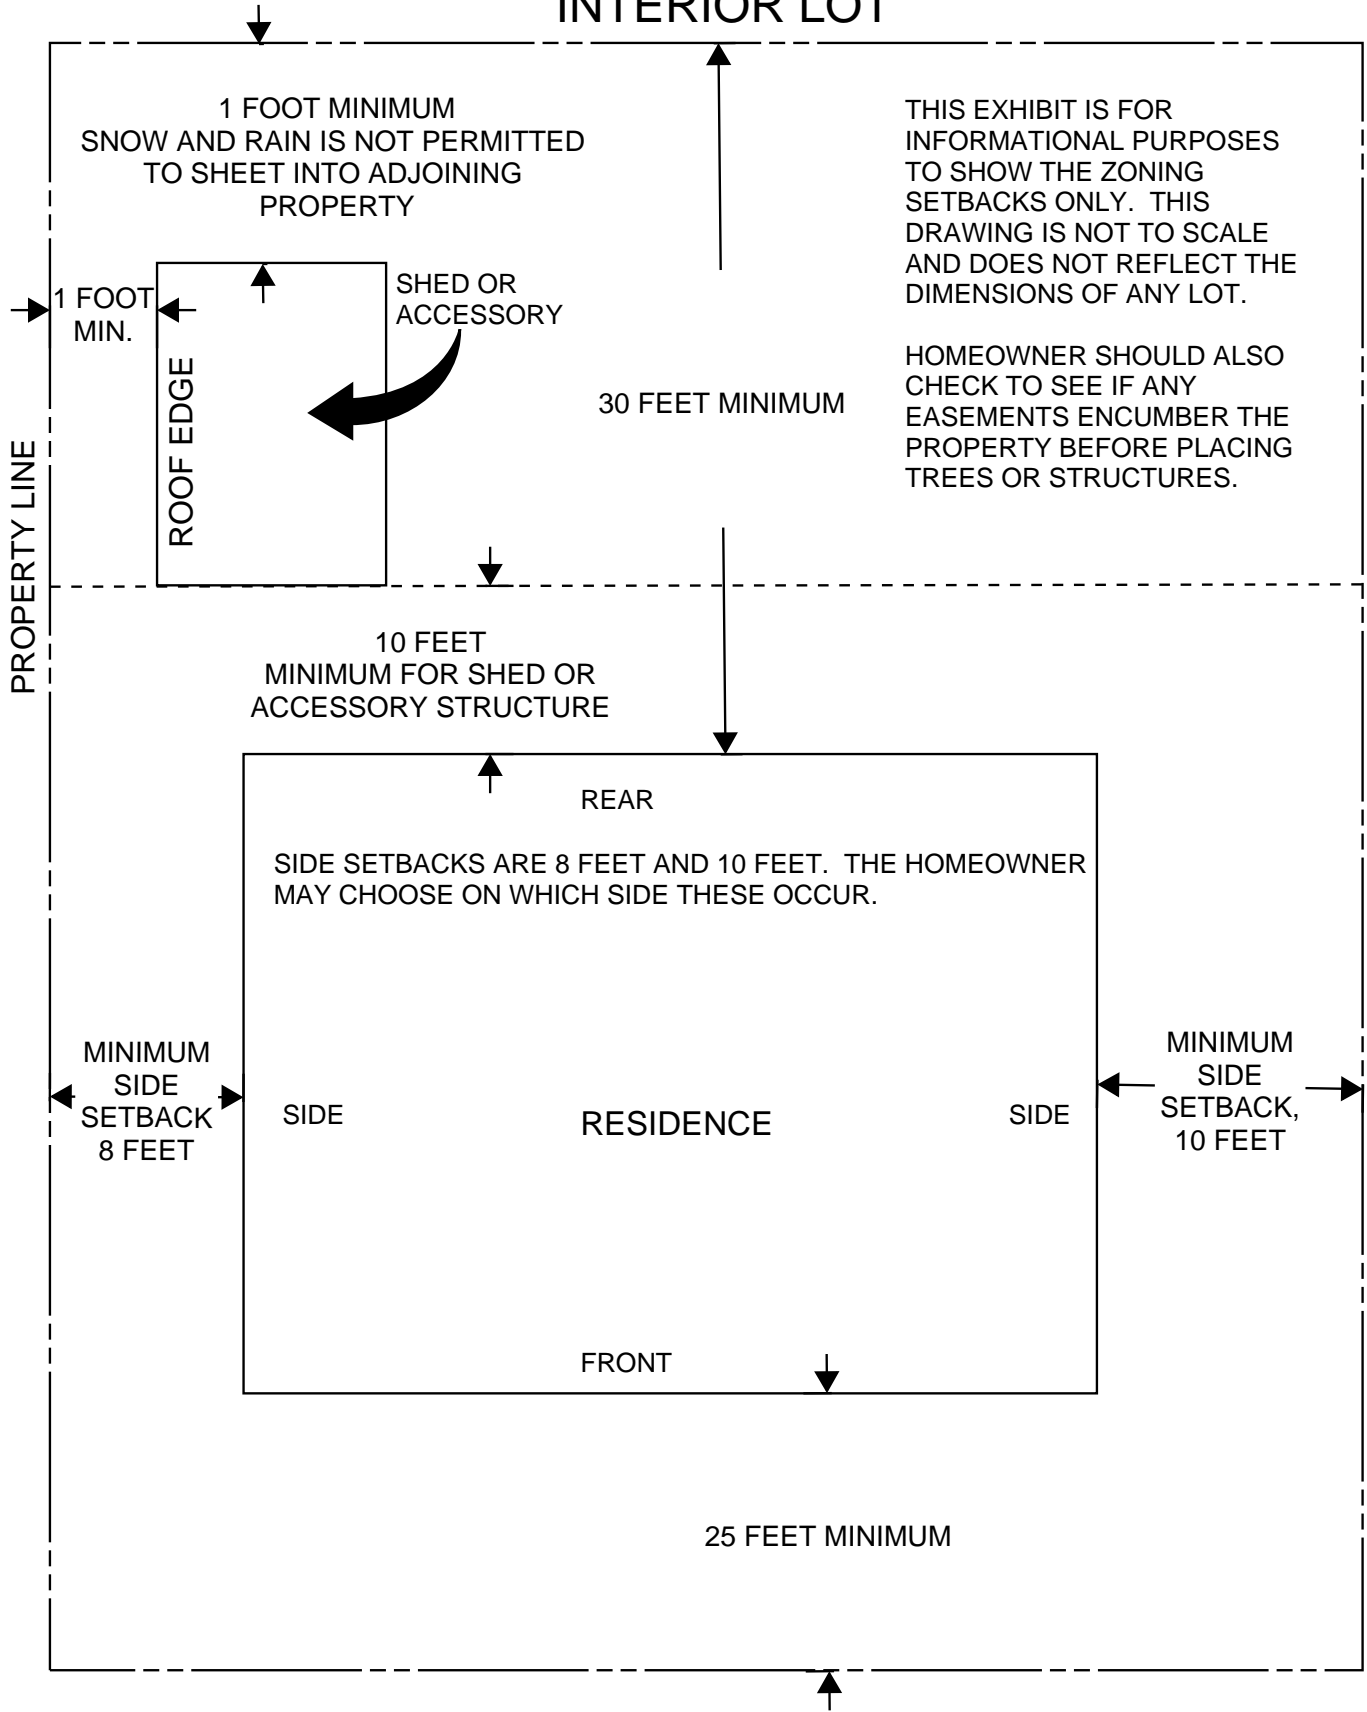 INTERIOR LOT
1 FOOT MINIMUM
SNOW AND RAIN IS NOT PERMITTED
TO SHEET INTO ADJOINING
PROPERTY
THIS EXHIBIT IS FOR
INFORMATIONAL PURPOSES
TO SHOW THE ZONING
SETBACKS ONLY.  THIS
DRAWING IS NOT TO SCALE
AND DOES NOT REFLECT THE
DIMENSIONS OF ANY LOT.
HOMEOWNER SHOULD ALSO
CHECK TO SEE IF ANY
EASEMENTS ENCUMBER THE
PROPERTY BEFORE PLACING
TREES OR STRUCTURES.
1 FOOT
MIN.
SHED OR
ACCESSORY
ROOF EDGE
30 FEET MINIMUM
PROPERTY LINE
10 FEET
MINIMUM FOR SHED OR
ACCESSORY STRUCTURE
REAR
SIDE SETBACKS ARE 8 FEET AND 10 FEET.  THE HOMEOWNER
MAY CHOOSE ON WHICH SIDE THESE OCCUR.
MINIMUM
SIDE
SETBACK
8 FEET
SIDE
RESIDENCE
SIDE
MINIMUM
SIDE
SETBACK,
10 FEET
FRONT
25 FEET MINIMUM